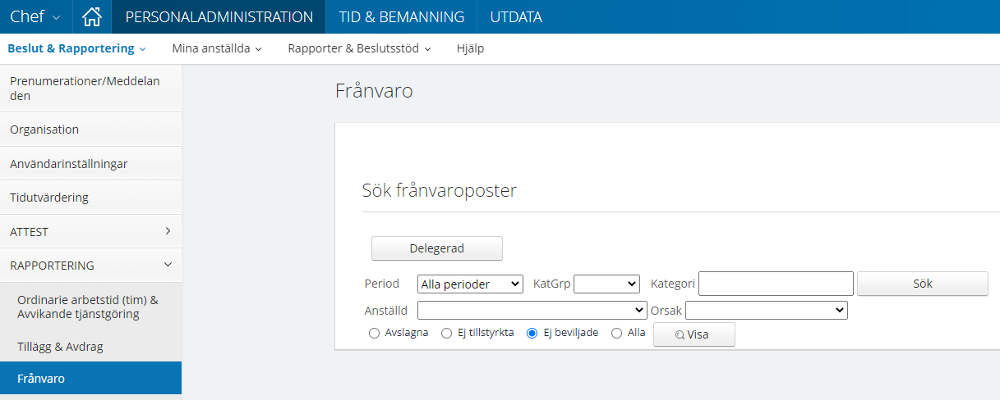 Chef PERSONALADMINISTRATION TID & BEMANNING UTDATA
Beslut & Rapportering Mina anställda Rapporter & Beslutsstöd Hjälp
Prenumerationer/Meddelan
den
Organisation
Användarinställningar
Tidutvärdering
ATTEST
RAPPORTERING
Ordinarie arbetstid (tim) &
Avvikande tjänstgöring
Tillägg & Avdrag
Frånvaro
Frånvaro
Sök frånvaroposter
Delegerad
Period Alla perioder KatGrp Kategori Sök
Anställd Orsak
Avslagna Ej tillstyrkta Ej beviljade Alla Visa